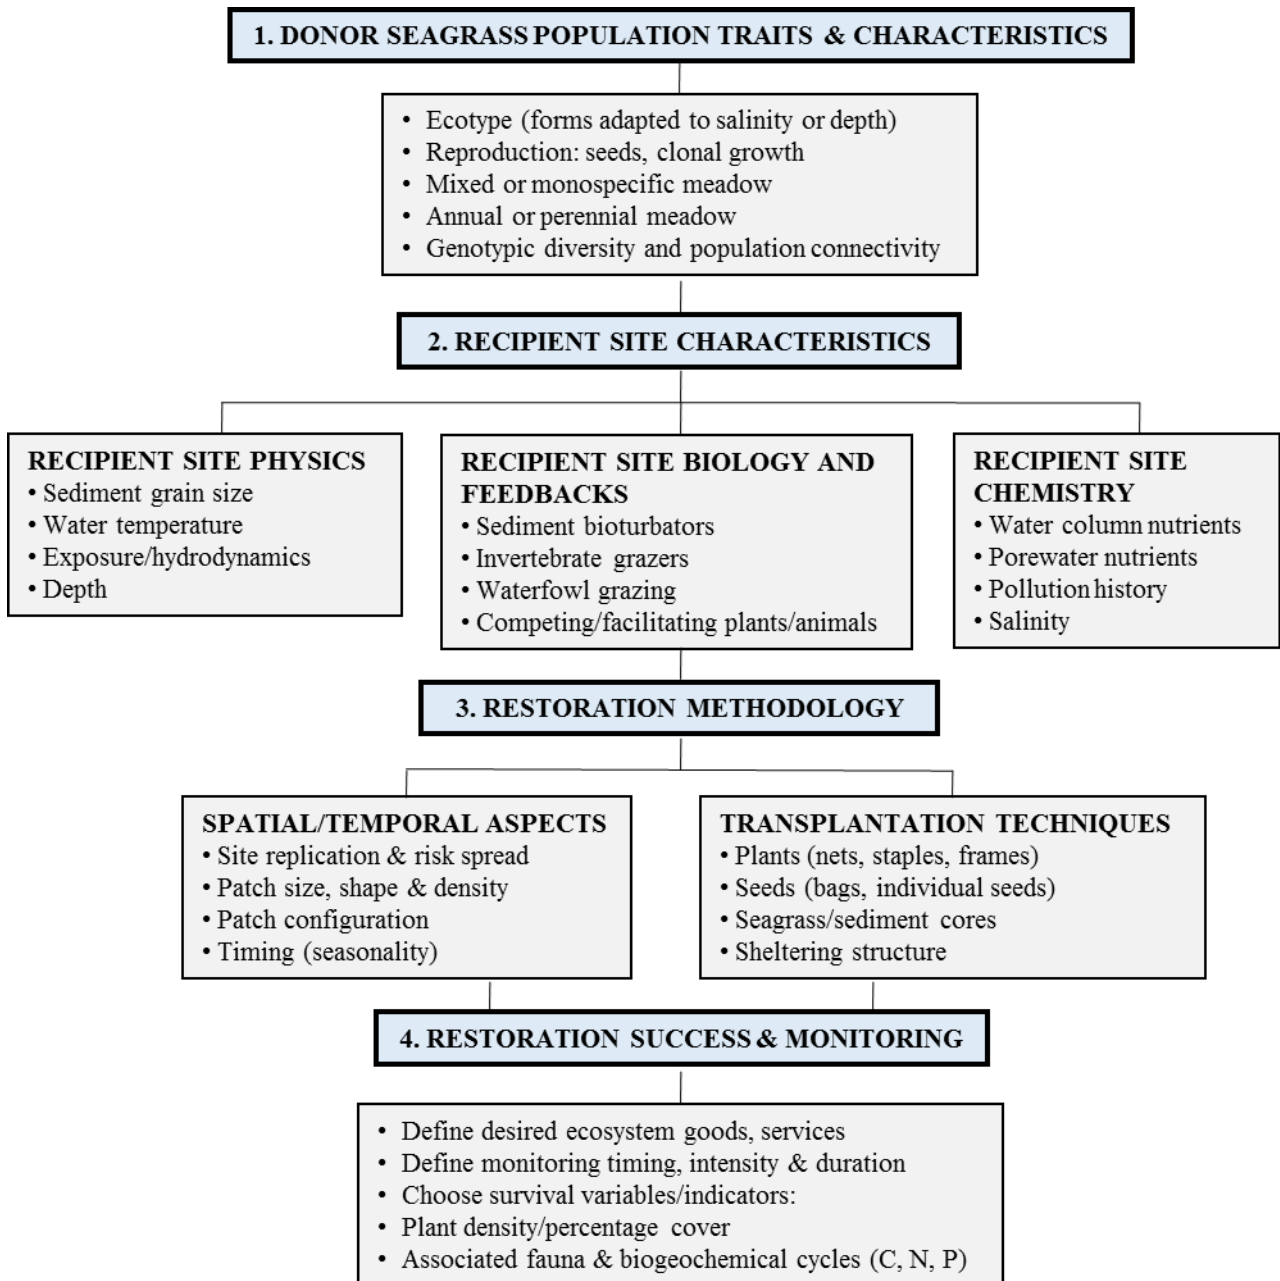 1. DONOR SEAGRASS POPULATION TRAITS & CHARACTERISTICS
• Ecotype (forms adapted to salinity or depth)
• Reproduction: seeds, clonal growth
• Mixed or monospecific meadow
• Annual or perennial meadow
• Genotypic diversity and population connectivity
2. RECIPIENT SITE CHARACTERISTICS
RECIPIENT SITE PHYSICS
• Sediment grain size
• Water temperature
• Exposure/hydrodynamics
• Depth
RECIPIENT SITE BIOLOGY AND
FEEDBACKS
• Sediment bioturbators
• Invertebrate grazers
• Waterfowl grazing
• Competing/facilitating plants/animals
RECIPIENT SITE
CHEMISTRY
• Water column nutrients
• Porewater nutrients
• Pollution history
• Salinity
3. RESTORATION METHODOLOGY
SPATIAL/TEMPORAL ASPECTS
• Site replication & risk spread
• Patch size, shape & density
• Patch configuration
• Timing (seasonality)
TRANSPLANTATION TECHNIQUES
• Plants (nets, staples, frames)
• Seeds (bags, individual seeds)
• Seagrass/sediment cores
• Sheltering structure
4. RESTORATION SUCCESS & MONITORING
• Define desired ecosystem goods, services
• Define monitoring timing, intensity & duration
• Choose survival variables/indicators:
• Plant density/percentage cover
• Associated fauna & biogeochemical cycles (C, N, P)